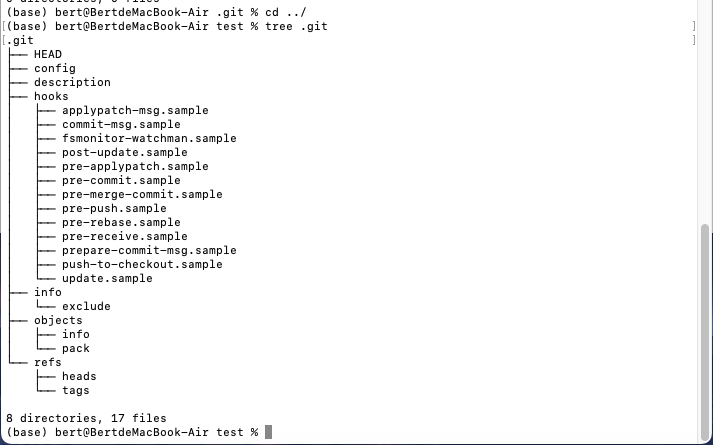 (base) bert@BertdeMacBook-Air .git % cd ../
[(base) bert@BertdeMacBook-Air test % tree .git ]
[.git ]
├── HEAD
├── config
├── description
├── hooks
│   ├── applypatch-msg.sample
│   ├── commit-msg.sample
│   ├── fsmonitor-watchman.sample
│   ├── post-update.sample
│   ├── pre-applypatch.sample
│   ├── pre-commit.sample
│   ├── pre-merge-commit.sample
│   ├── pre-push.sample
│   ├── pre-rebase.sample
│   ├── pre-receive.sample
│   ├── prepare-commit-msg.sample
│   ├── push-to-checkout.sample
│   └── update.sample
├── info
│   └── exclude
├── objects
│   ├── info
│   └── pack
└── refs
    ├── heads
    └── tags
8 directories, 17 files
(base) bert@BertdeMacBook-Air test %